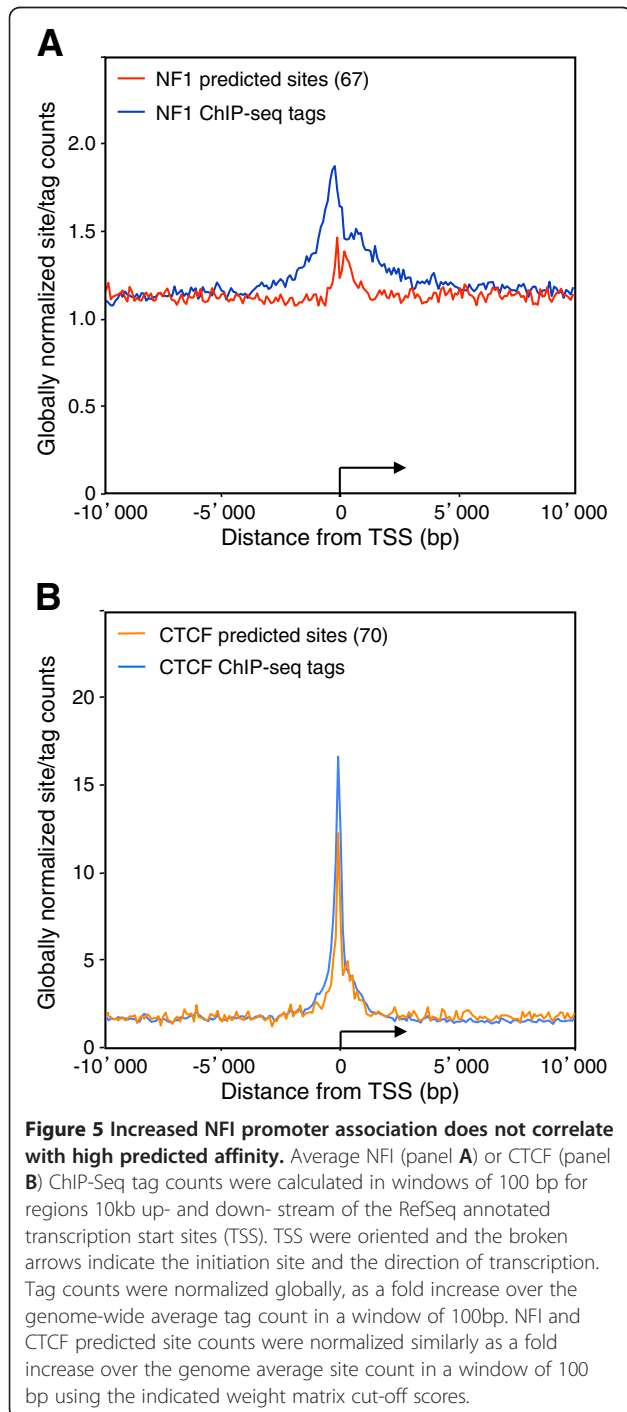 A
NF1 predicted sites (67)
NF1 ChIP-seq tags
Globally normalized site/tag counts
2.0
1.5
1.0
0.5
0
-10'000
-5'000
0
5'000
10'000
Distance from TSS (bp)
B
CTCF predicted sites (70)
CTCF ChIP-seq tags
Globally normalized site/tag counts
20
15
10
5
0
-10'000
-5'000
0
5'000
10'000
Distance from TSS (bp)
Figure 5 Increased NFI promoter association does not correlate
with high predicted affinity. Average NFI (panel A) or CTCF (panel
B) ChIP-Seq tag counts were calculated in windows of 100 bp for
regions 10kb up- and down- stream of the RefSeq annotated
transcription start sites (TSS). TSS were oriented and the broken
arrows indicate the initiation site and the direction of transcription.
Tag counts were normalized globally, as a fold increase over the
genome-wide average tag count in a window of 100bp. NFI and
CTCF predicted site counts were normalized similarly as a fold
increase over the genome average site count in a window of 100
bp using the indicated weight matrix cut-off scores.